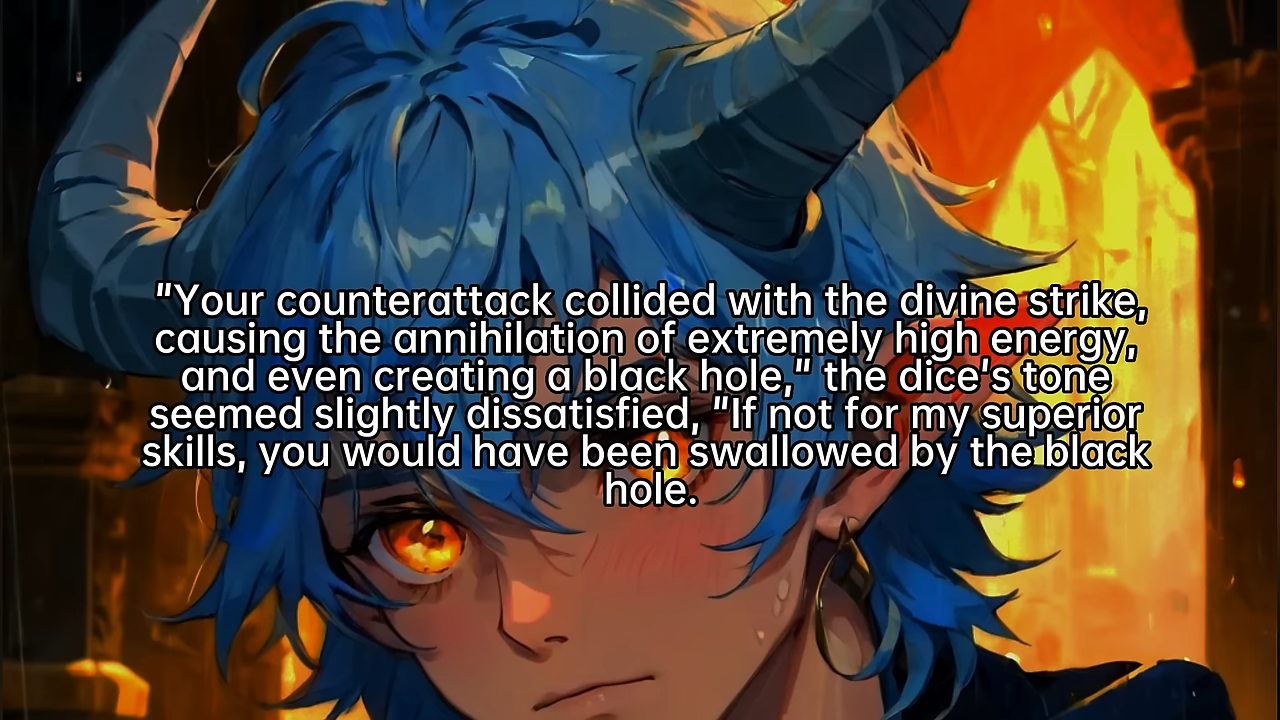 "Your counterattack collided with the divine strike,
causing the annihilation of extremely high energy,
and even creating a black hole," the dice's tone
seemed slightly dissatisfied, "If not for my superior
skills, you would have been swallowed by the black
hole.